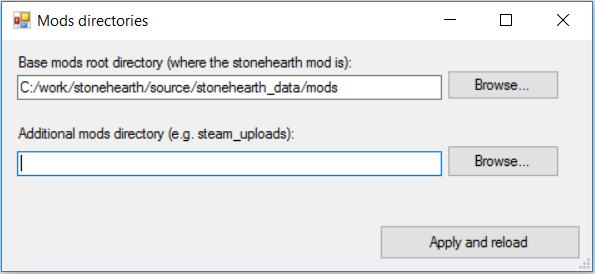 Mods directories
Base mods root directory (where the stonehearth mod is):
C:/work/stonehearth/source/stonehearth_data/mods
Browse...
Additional mods directory (e.g. steam_uploads):
Browse...
Apply and reload